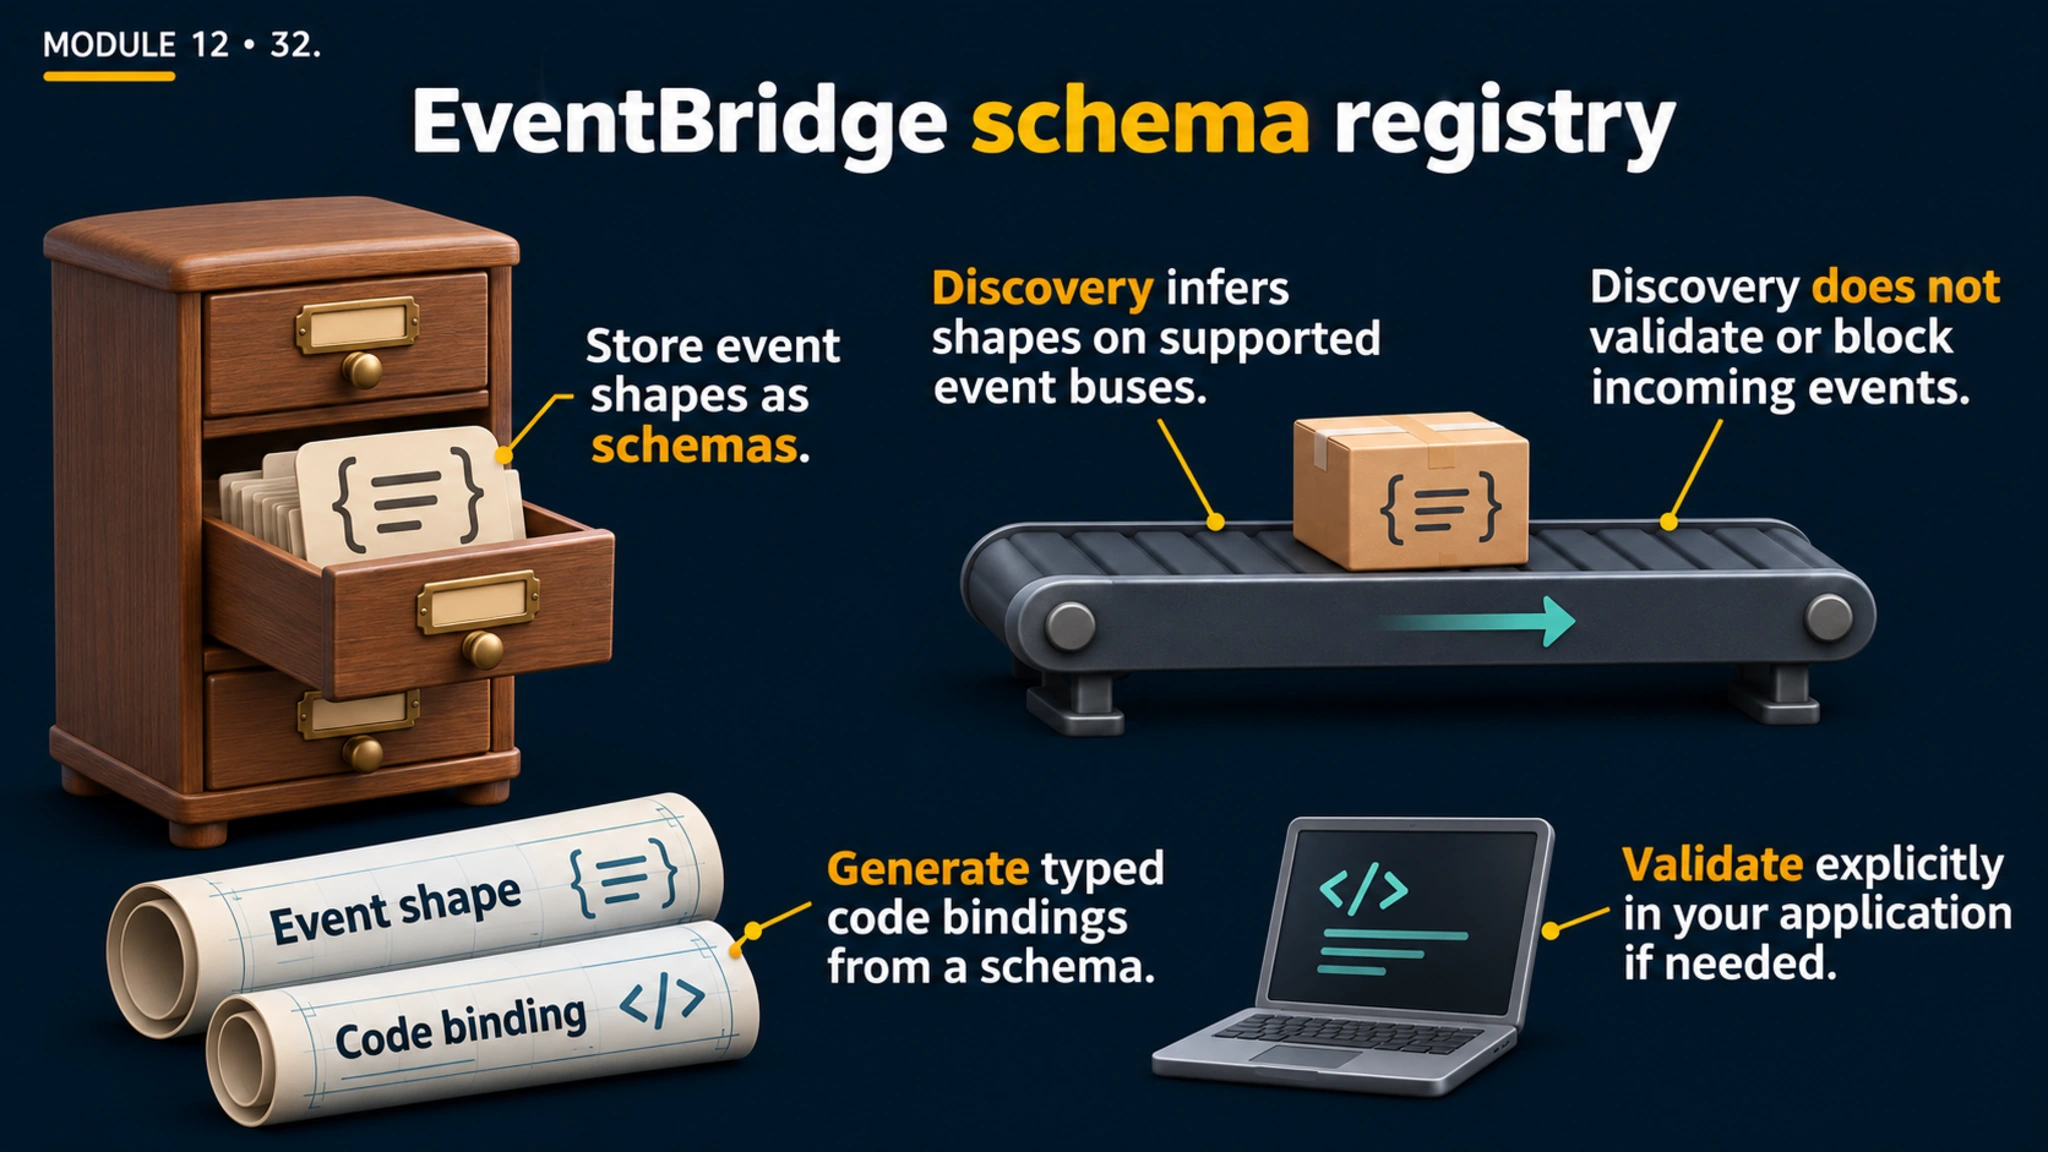 MODULE 12 • 32.
EventBridge schema registry
Store event
shapes as
schemas.
Discovery infers
shapes on supported
event buses.
Discovery does not
validate or block
incoming events.
{≡}
{≡}
Event shape {≡}
Code binding </>
Generate typed
code bindings
from a schema.
</>
Validate explicitly
in your application
if needed.